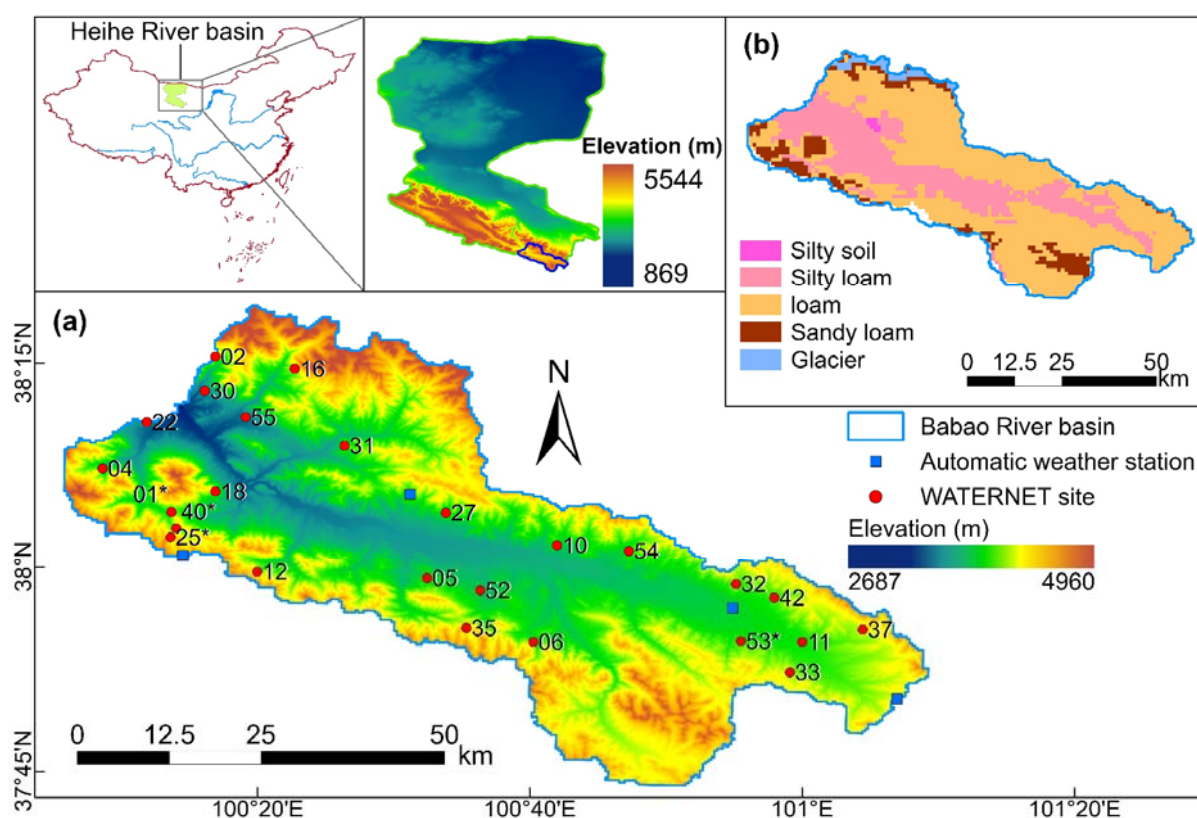 Heihe River basin
Elevation (m)
5544
869
(b)
Silty soil
Silty loam
loam
Sandy loam
Glacier
0 12.5 25 50
km
(a)
38°15'N
38°N
37°45'N
02
16
30
55
22
31
04
01*
18
40*
25*
27
12
10
54
05
52
32
42
35
06
53*
11
37
33
N
Babao River basin
Automatic weather station
WATERNET site
Elevation (m)
2687 4960
0 12.5 25 50
km
100°20'E 100°40'E 101°E 101°20'E